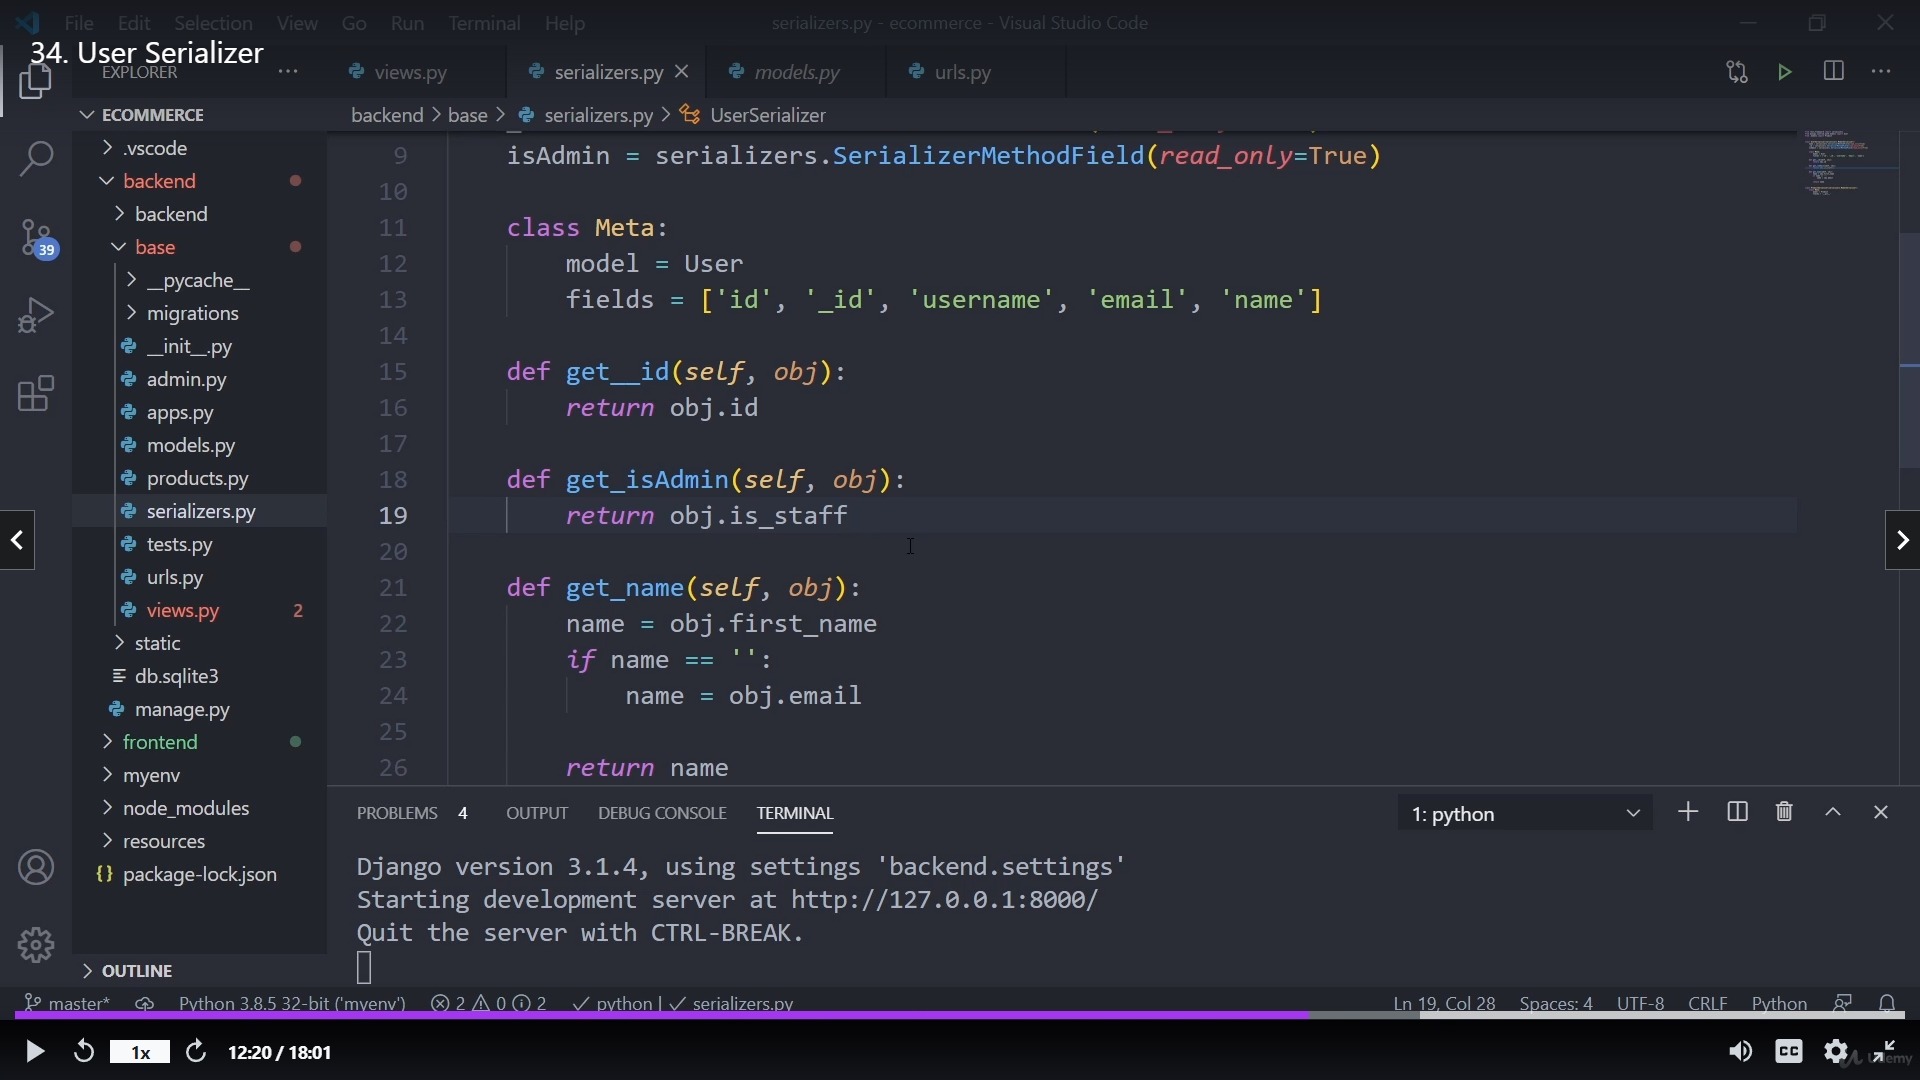 File Edit Selection View Go Run Terminal Help serializers.py - ecommerce - Visual Studio Code
34. User Serializer
EXPLORER
views.py serializers.py models.py urls.py
ECOMMERCE
backend > base > serializers.py > UserSerializer
.vscode
backend
backend
base
__pycache__
migrations
__init__.py
admin.py
apps.py
models.py
products.py
serializers.py
tests.py
urls.py
views.py 2
static
db.sqlite3
manage.py
frontend
myenv
node_modules
resources
package-lock.json
OUTLINE
39
9 isAdmin = serializers.SerializerMethodField(read_only=True)
10
11 class Meta:
12 model = User
13 fields = ['id', '_id', 'username', 'email', 'name']
14
15 def get__id(self, obj):
16 return obj.id
17
18 def get_isAdmin(self, obj):
19 return obj.is_staff
20
21 def get_name(self, obj):
22 name = obj.first_name
23 if name == '':
24 name = obj.email
25
26 return name
PROBLEMS 4 OUTPUT DEBUG CONSOLE TERMINAL 1: python
Django version 3.1.4, using settings 'backend.settings'
Starting development server at http://127.0.0.1:8000/
Quit the server with CTRL-BREAK.
master* Python 3.8.5 32-bit ('myenv') 2 0 2 python | serializers.py Ln 19, Col 28 Spaces: 4 UTF-8 CRLF Python
1x 12:20 / 18:01 CC
Udemy